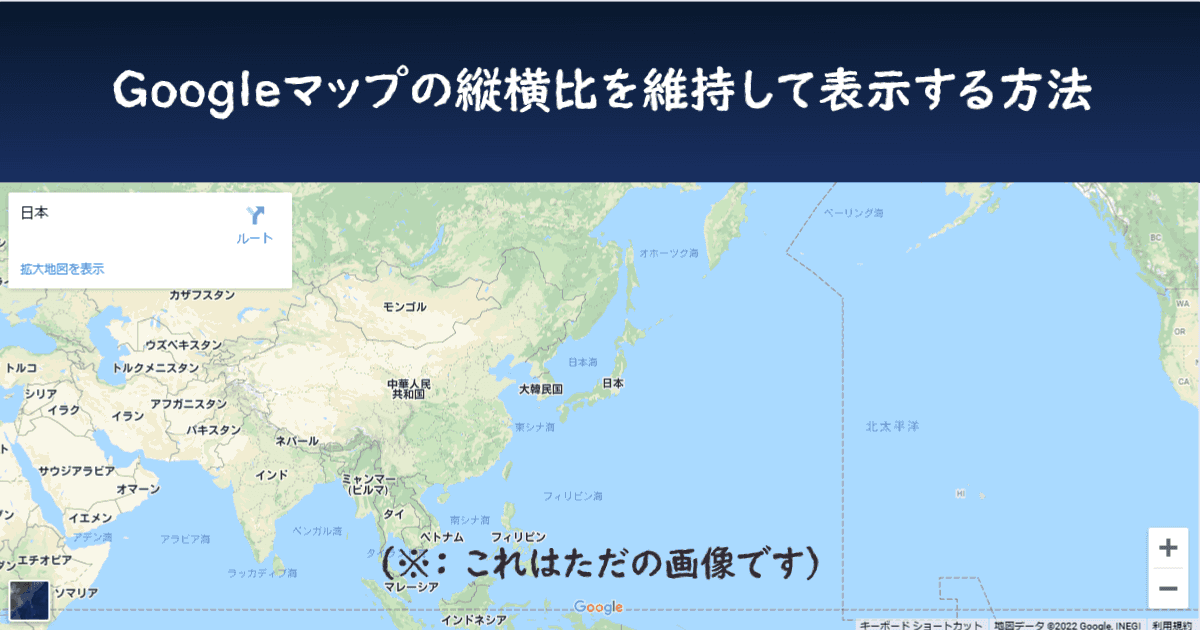 Googleマップの縦横比を維持して表示する方法
日本
ルート
拡大地図を表示
ベーリング海
オホーツク海
BC
カザフスタン
モンゴル
WA
OR
ウズベキスタン
トルコ
トルクメニスタン
日本海
中華人民
共和国
大韓民国
日本
CA
シリア
イラク
アフガニスタン
イラン
パキスタン
東シナ海
北太平洋
ネパール
サウジアラビア
インド
ミャンマー
(ビルマ)
オマーン
フィリピン海
HI
タイ
イエメン
南シナ海
ベンガル湾
アデン湾
アラビア海
ベトナム
フィリピン
エチオピア
ラッカディブ海
(※: これはただの画像です)
マレーシア
ソマリア
Google
インドネシア
キーボード ショートカット
地図データ ©2022 Google, INEGI
利用規約